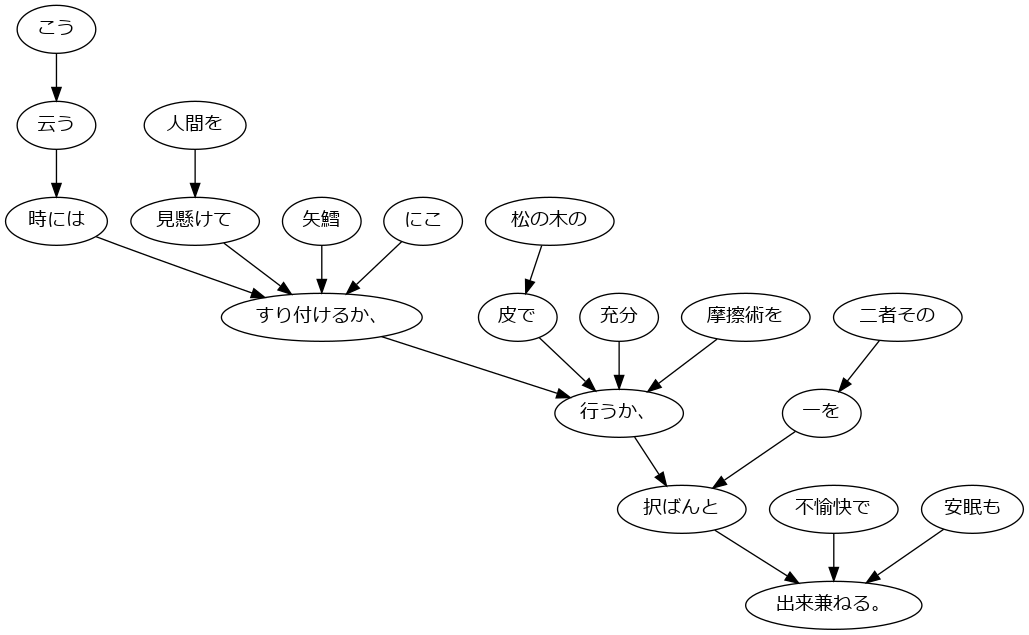 こう
云う
人間を
時には
見懸けて
矢鱈
にこ
松の木の
すり付けるか、
皮で
充分
摩擦術を
二者その
行うか、
一を
択ばんと
不愉快で
安眠も
出来兼ねる。